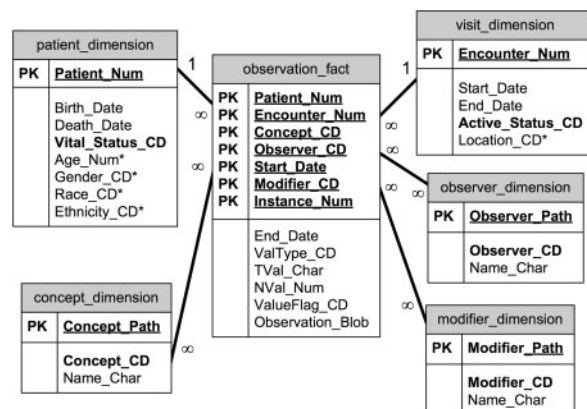 patient_dimension
PK Patient_Num
Birth_Date
Death_Date
Vital_Status_CD
Age_Num*
Gender_CD*
Race_CD*
Ethnicity_CD*
1
∞
observation_fact
PK Patient_Num
PK Encounter_Num
PK Concept_CD
PK Observer_CD
PK Start_Date
PK Modifier_CD
PK Instance_Num
End_Date
ValType_CD
TVal_Char
NVal_Num
ValueFlag_CD
Observation_Blob
1
∞
visit_dimension
PK Encounter_Num
Start_Date
End_Date
Active_Status_CD
Location_CD*
∞
∞
observer_dimension
PK Observer_Path
Observer_CD
Name_Char
∞
∞
concept_dimension
PK Concept_Path
Concept_CD
Name_Char
∞
∞
modifier_dimension
PK Modifier_Path
Modifier_CD
Name_Char